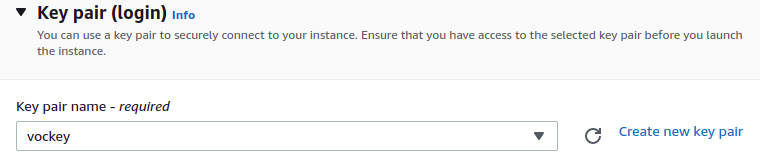 Key pair (login) Info
You can use a key pair to securely connect to your instance. Ensure that you have access to the selected key pair before you launch
the instance.
Key pair name - required
vockey
Create new key pair